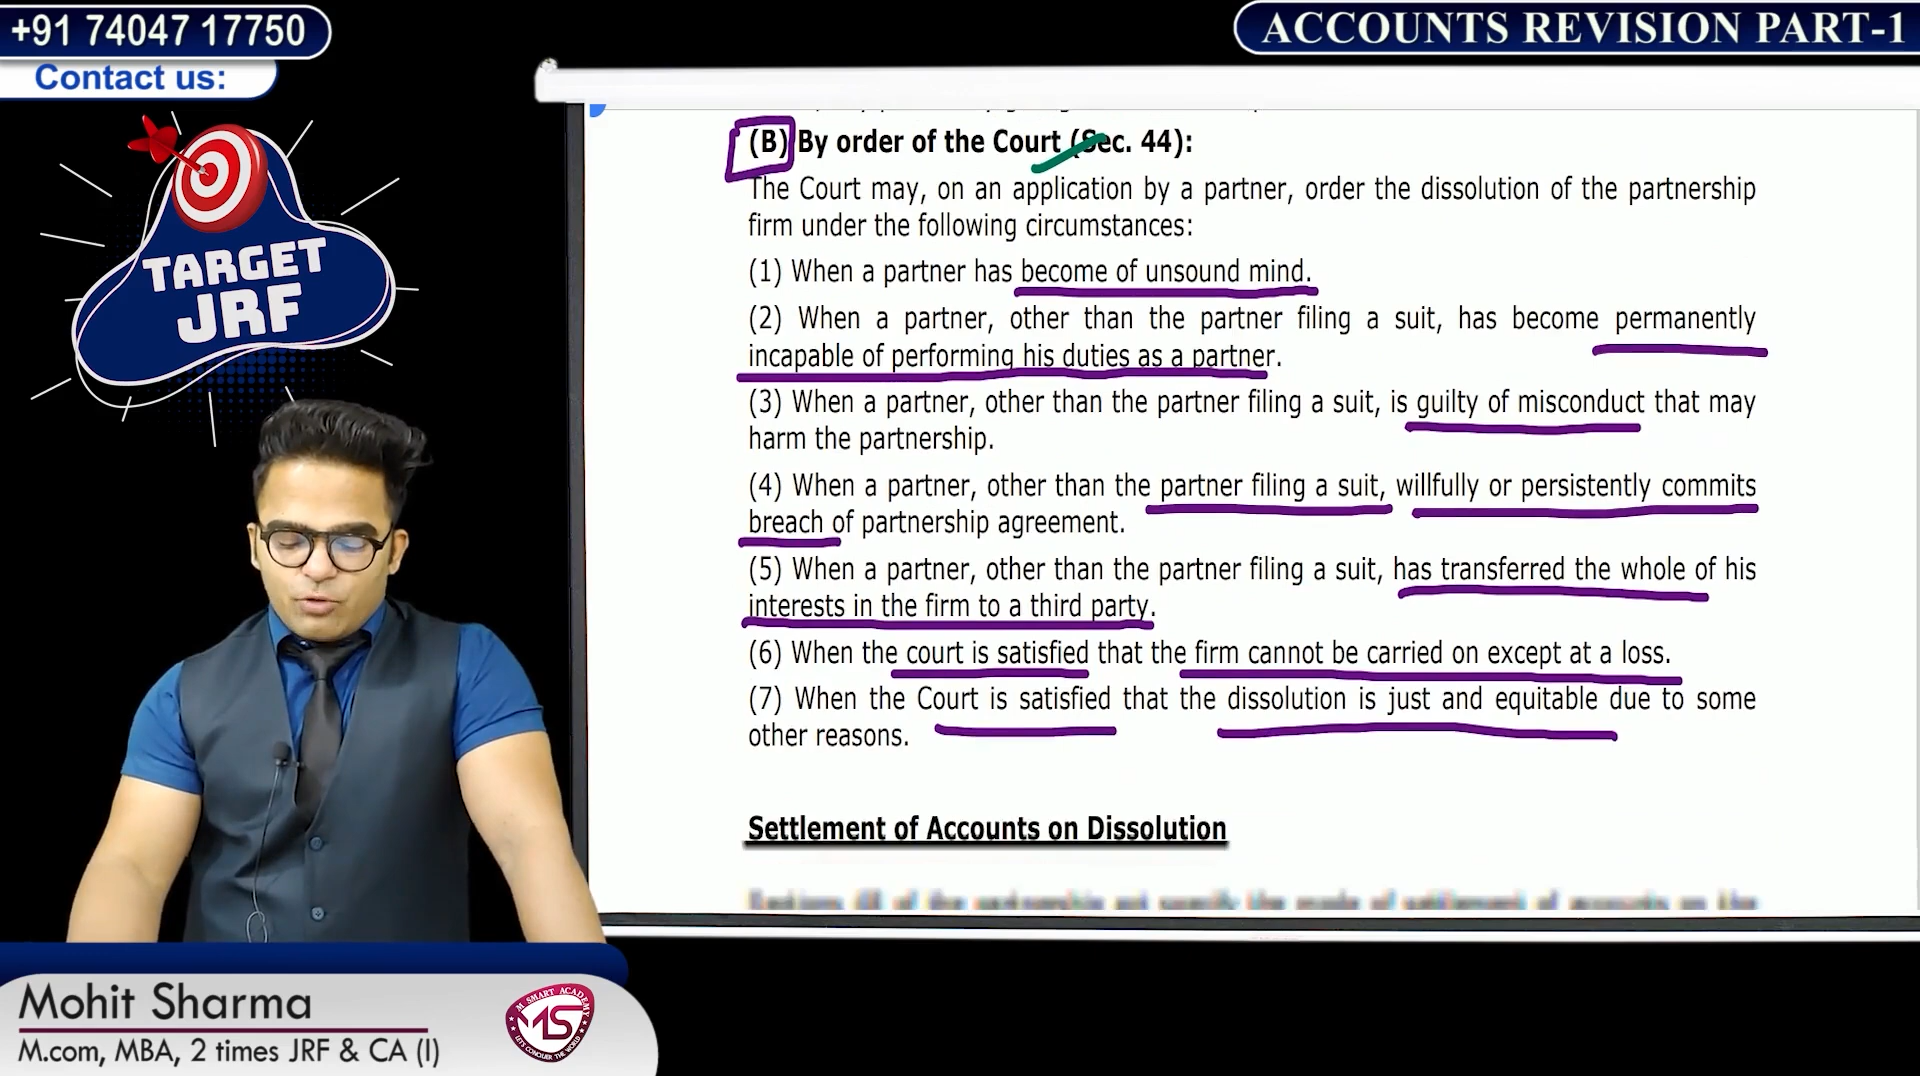 +91 74047 17750
Contact us:
ACCOUNTS REVISION PART-1
TARGET
JRF
(B) By order of the Court (Sec. 44):
The Court may, on an application by a partner, order the dissolution of the partnership
firm under the following circumstances:
(1) When a partner has become of unsound mind.
(2) When a partner, other than the partner filing a suit, has become permanently
incapable of performing his duties as a partner.
(3) When a partner, other than the partner filing a suit, is guilty of misconduct that may
harm the partnership.
(4) When a partner, other than the partner filing a suit, willfully or persistently commits
breach of partnership agreement.
(5) When a partner, other than the partner filing a suit, has transferred the whole of his
interests in the firm to a third party.
(6) When the court is satisfied that the firm cannot be carried on except at a loss.
(7) When the Court is satisfied that the dissolution is just and equitable due to some
other reasons.
Settlement of Accounts on Dissolution
Mohit Sharma
M.com, MBA, 2 times JRF & CA (I)
M SMART ACADEMY
MS
LET'S CONQUER THE WORLD